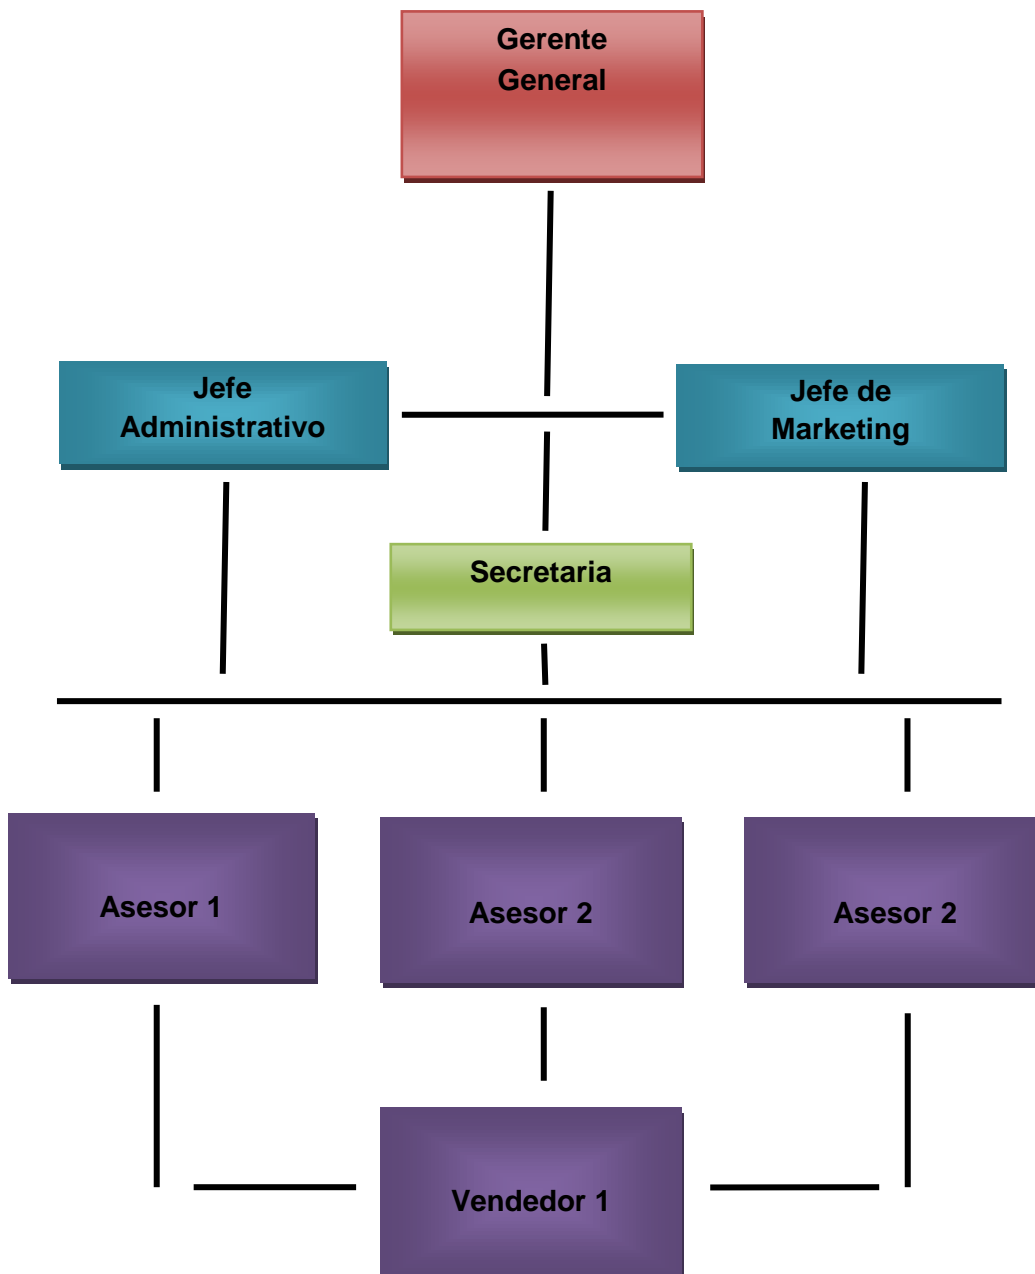 Gerente
General
Jefe
Administrativo
Jefe de
Marketing
Secretaria
Asesor 1
Asesor 2
Asesor 2
Vendedor 1